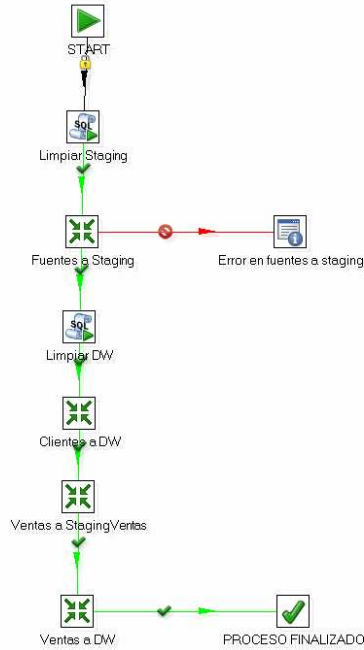 START
SQL
Limpiar Staging
Fuentes a Staging
Error en fuentes a staging
SQL
Limpiar DW
Clientes a DW
Ventas a StagingVentas
Ventas a DW
PROCESO FINALIZADO